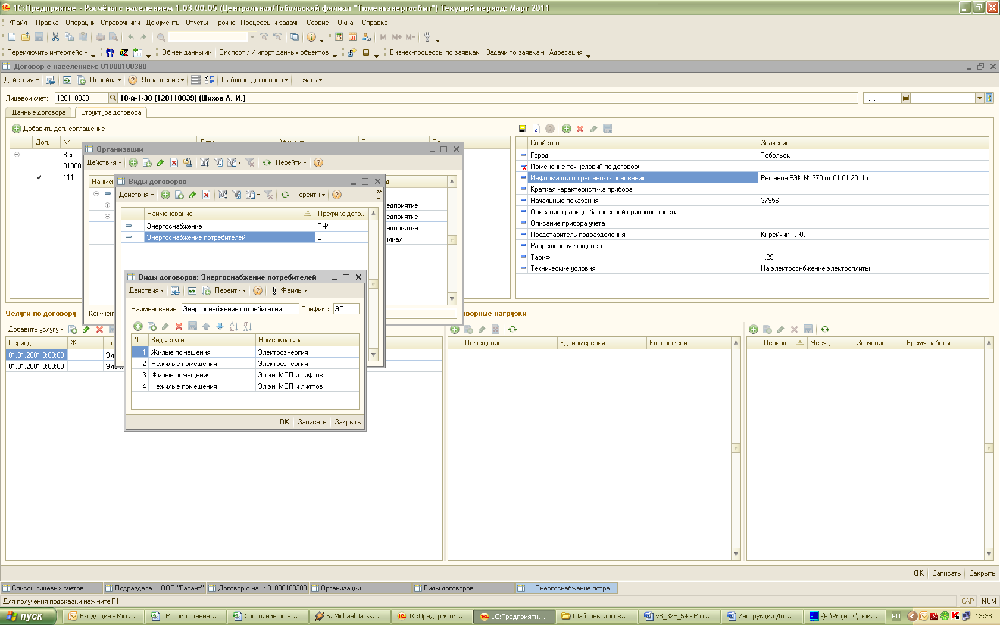 1С:Предприятие - Расчёты с населением 1.03.00.05 (Центральная/Тобольский филиал "Тюменьэнергосбыт") Текущий период: Март 2011
Файл Правка Операции Справочники Документы Отчеты Прочие Процессы и задачи Сервис Окна Справка
M M+ M-
Переключить интерфейс Обмен данными Экспорт / Импорт данных объектов Бизнес-процессы по заявкам Задачи по заявкам Адресация
Договор с населением: 01000100380
Действия Перейти Управление Шаблоны договоров Печать
Лицевой счет: 120110039 10-й-1-38 [120110039] (Шихов А. И.) . .
Данные договора Структура договора
Добавить доп. соглашение
Доп. №
Все
01000
111
Свойство Значение
Город Тобольск
Изменение тех.условий по договору
Информация по решению - основанию Решение РЭК № 370 от 01.01.2011 г.
Краткая характеристика прибора
Начальные показания 37956
Описание границы балансовой принадлежности
Описание прибора учета
Представитель подразделения Кирейчик Г. Ю.
Разрешенная мощность
Тариф 1,29
Технические условия На электроснбжение электроплиты
Организации
Действия Перейти
Наимен д
едприятие
едприятие
едприятие
илиал
Коммент
Виды договоров
Действия Перейти »
Наименование Префикс дого...
Энергоснабжение ТФ
Энергоснабжение потребителей ЭП
Виды договоров: Энергоснабжение потребителей
Действия Перейти Файлы
Наименование: Энергоснабжение потребителей Префикс: ЭП
N Вид услуги Номенклатура
1 Жилые помещения Электроэнергия
2 Нежилые помещения Электроэнергия
3 Жилые помещения Эл.эн. МОП и лифтов
4 Нежилые помещения Эл.эн. МОП и лифтов
OK Записать Закрыть
Услуги по договору
Добавить услугу
Период Ж Ус
01.01.2001 0:00:00 Эл
01.01.2001 0:00:00 Эл.
ворные нагрузки
Помещение Ед. измерения Ед. времени
Период Месяц Значение Время работы
OK Записать Закрыть
Список лицевых счетов Подразделе...: ООО "Гарант" Договор с на...: 01000100380 Организации Виды договоров ...: Энергоснабжение потре...
Для получения подсказки нажмите F1 CAP NUM
пуск Входящие - Micr... ТМ Приложение... Состояние по а... 5. Michael Jacks... 1С:Предприяти... 1С:Предприяти... Шаблоны догов... v8_32F_54 - Micr... Инструкция Дог... {P:\Projects\Тюм... RU 13:38